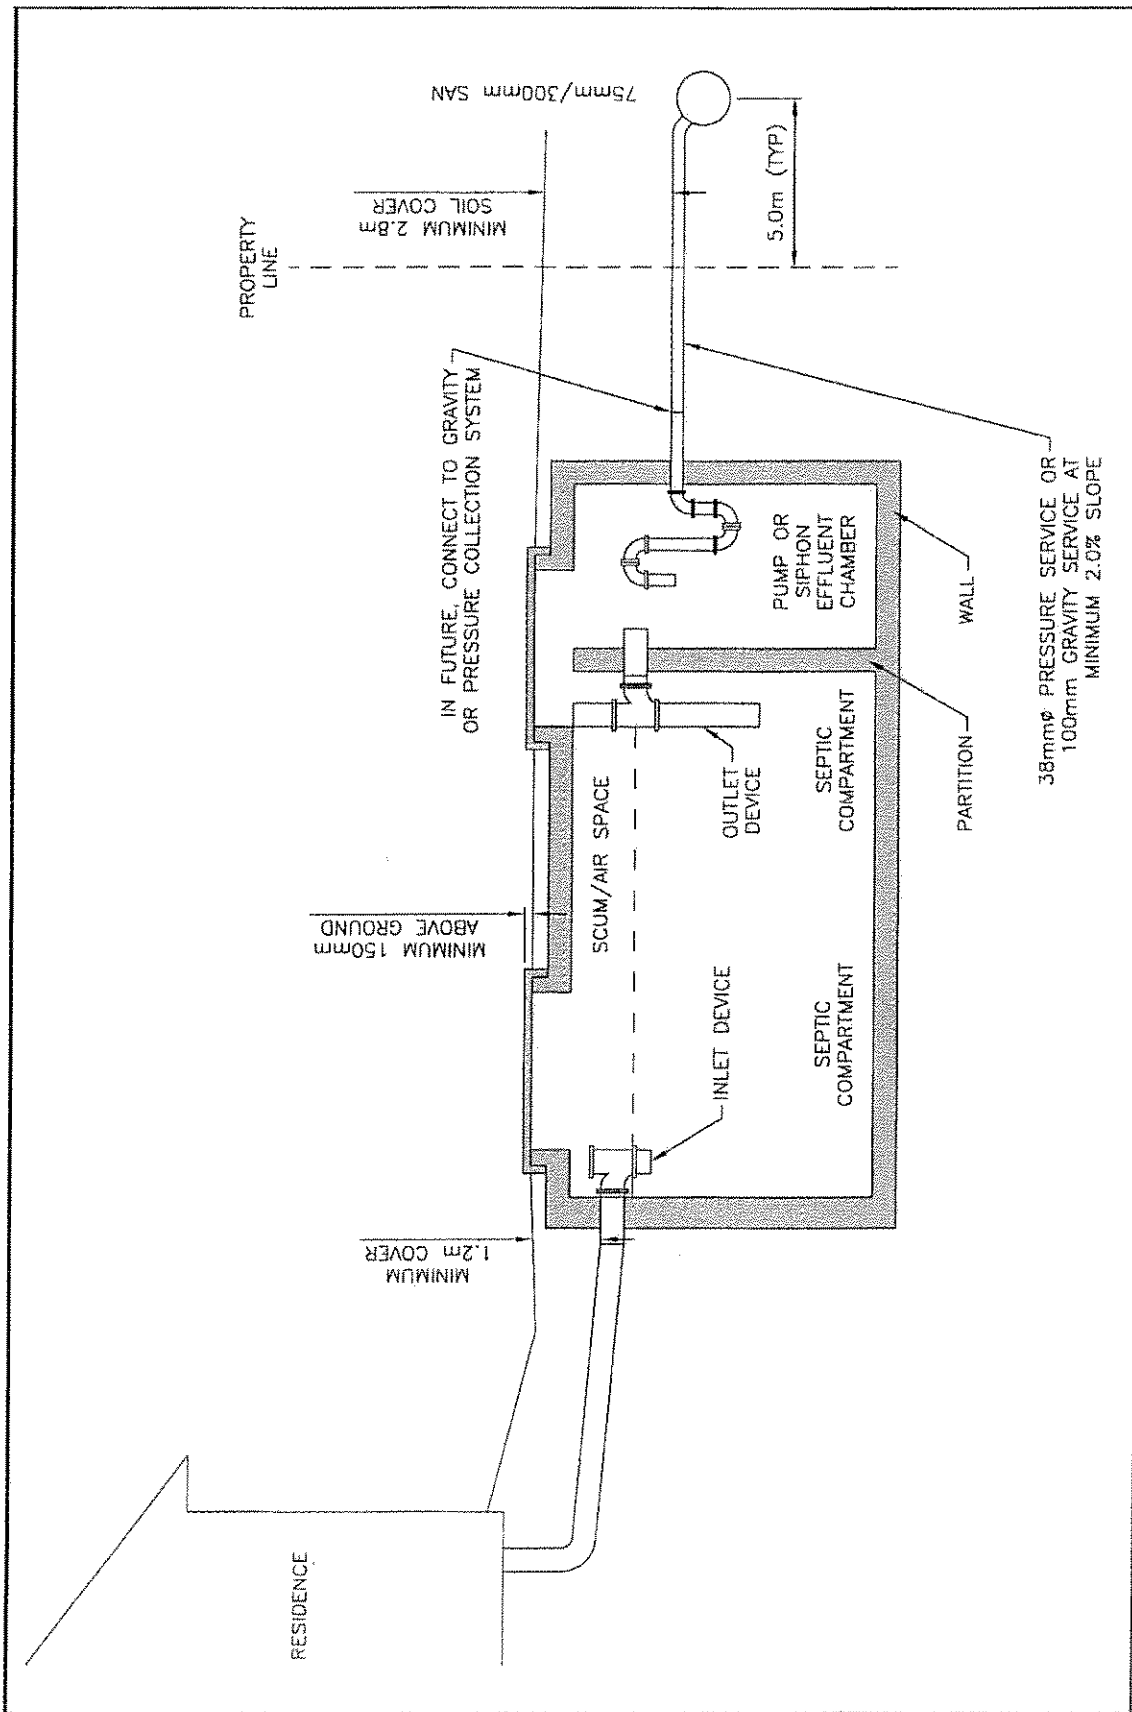 RESIDENCE
MINIMUM
1.2m COVER
MINIMUM 150mm
ABOVE GROUND
IN FUTURE, CONNECT TO GRAVITY
OR PRESSURE COLLECTION SYSTEM
PROPERTY
LINE
MINIMUM 2.8m
SOIL COVER
75mm/300mm SAN
5.0m (TYP)
SCUM/AIR SPACE
INLET DEVICE
OUTLET
DEVICE
SEPTIC
COMPARTMENT
SEPTIC
COMPARTMENT
PUMP OR
SIPHON
EFFLUENT
CHAMBER
PARTITION
WALL
38mmø PRESSURE SERVICE OR
100mm GRAVITY SERVICE AT
MINIMUM 2.0% SLOPE